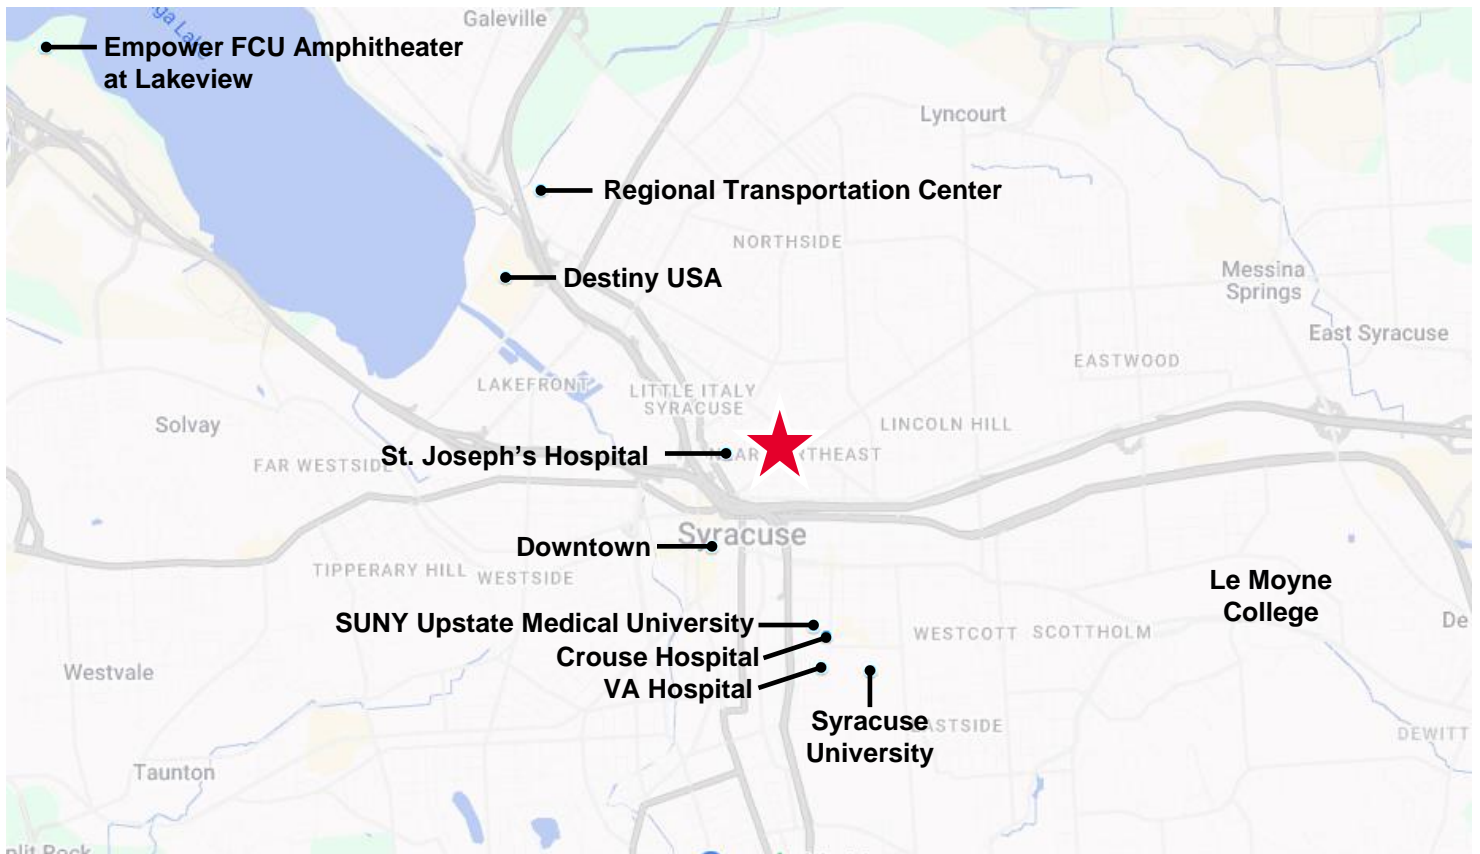 Galeville
Empower FCU Amphitheater
at Lakeview
Lyncourt
Regional Transportation Center
NORTHSIDE
Messina
Springs
Destiny USA
East Syracuse
EASTWOOD
LAKEFRONT
LITTLE ITALY
SYRACUSE
Solvay
LINCOLN HILL
St. Joseph’s Hospital
FAR WESTSIDE
Syracuse
Downtown
TIPPERARY HILL
WESTSIDE
Le Moyne
College
SUNY Upstate Medical University
WESTCOTT
SCOTTHOLM
De
Crouse Hospital
Westvale
VA Hospital
Syracuse
University
EASTSIDE
DEWITT
Taunton